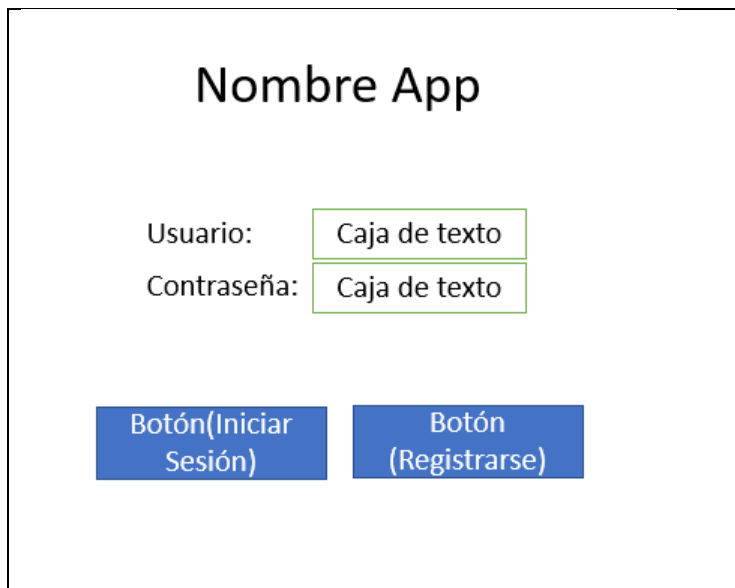 Nombre App
Usuario: Caja de texto
Contraseña: Caja de texto
Botón(Iniciar
Sesión)
Botón
(Registrarse)